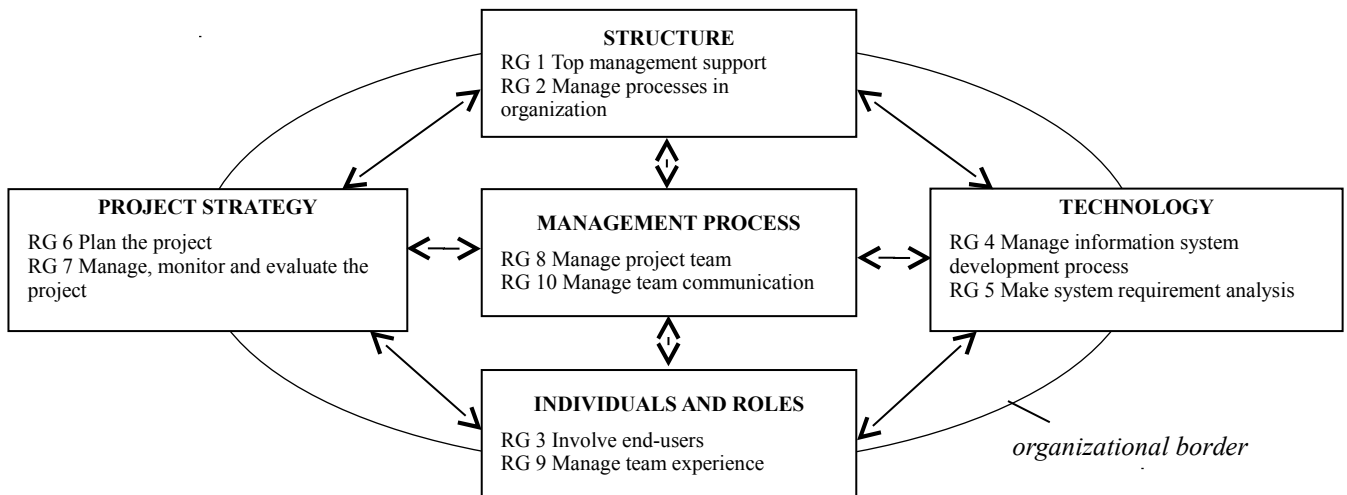 STRUCTURE
RG 1 Top management support
RG 2 Manage processes in
organization
PROJECT STRATEGY
RG 6 Plan the project
RG 7 Manage, monitor and evaluate the
project
MANAGEMENT PROCESS
RG 8 Manage project team
RG 10 Manage team communication
TECHNOLOGY
RG 4 Manage information system
development process
RG 5 Make system requirement analysis
INDIVIDUALS AND ROLES
RG 3 Involve end-users
RG 9 Manage team experience
organizational border